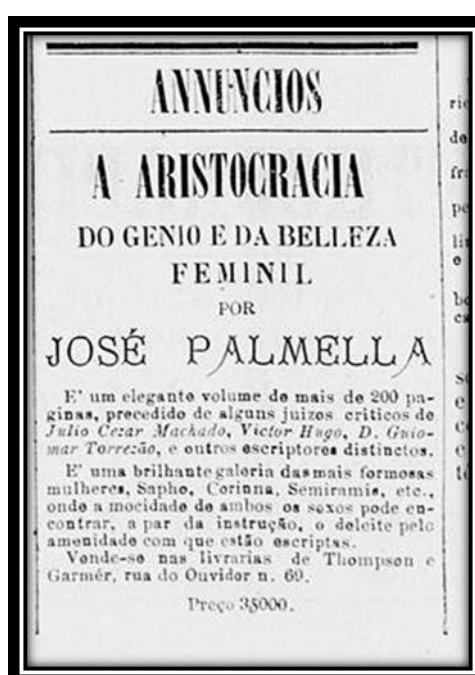 ANNUNCIOS
A ARISTOCRACIA
DO GENIO E DA BELLEZA
FEMINIL
POR
JOSÉ PALMELLA
E' um elegante volume de mais de 200 pa-
ginas, precedido de alguns juizos criticos de
Julio Cezar Machado, Victor Hugo, D. Guio-
mar Torrezão, e outros escriptores distinctos.
E' uma brilhante galeria das mais formosas
mulheres, Sapho, Corinna, Semiramis, etc.,
onde a mocidade de ambos os sexos pode en-
contrar, a par da instrução, o deleite pelo
amenidade com que estão escriptas.
Vende-se nas livrarias de Thompson e
Garmér, rua do Ouvidor n. 69.
Preço 3$000.